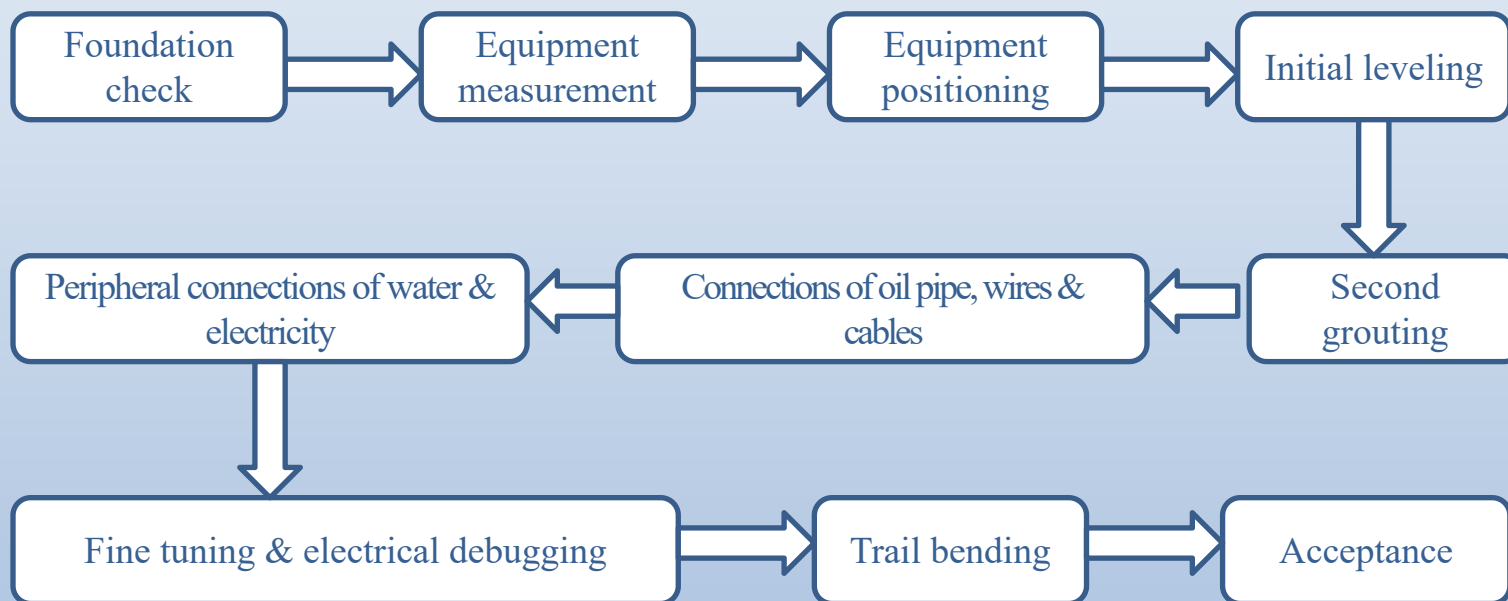 Foundation
check
Equipment
measurement
Equipment
positioning
Initial leveling
Second
grouting
Connections of oil pipe, wires &
cables
Peripheral connections of water &
electricity
Fine tuning & electrical debugging
Trail bending
Acceptance